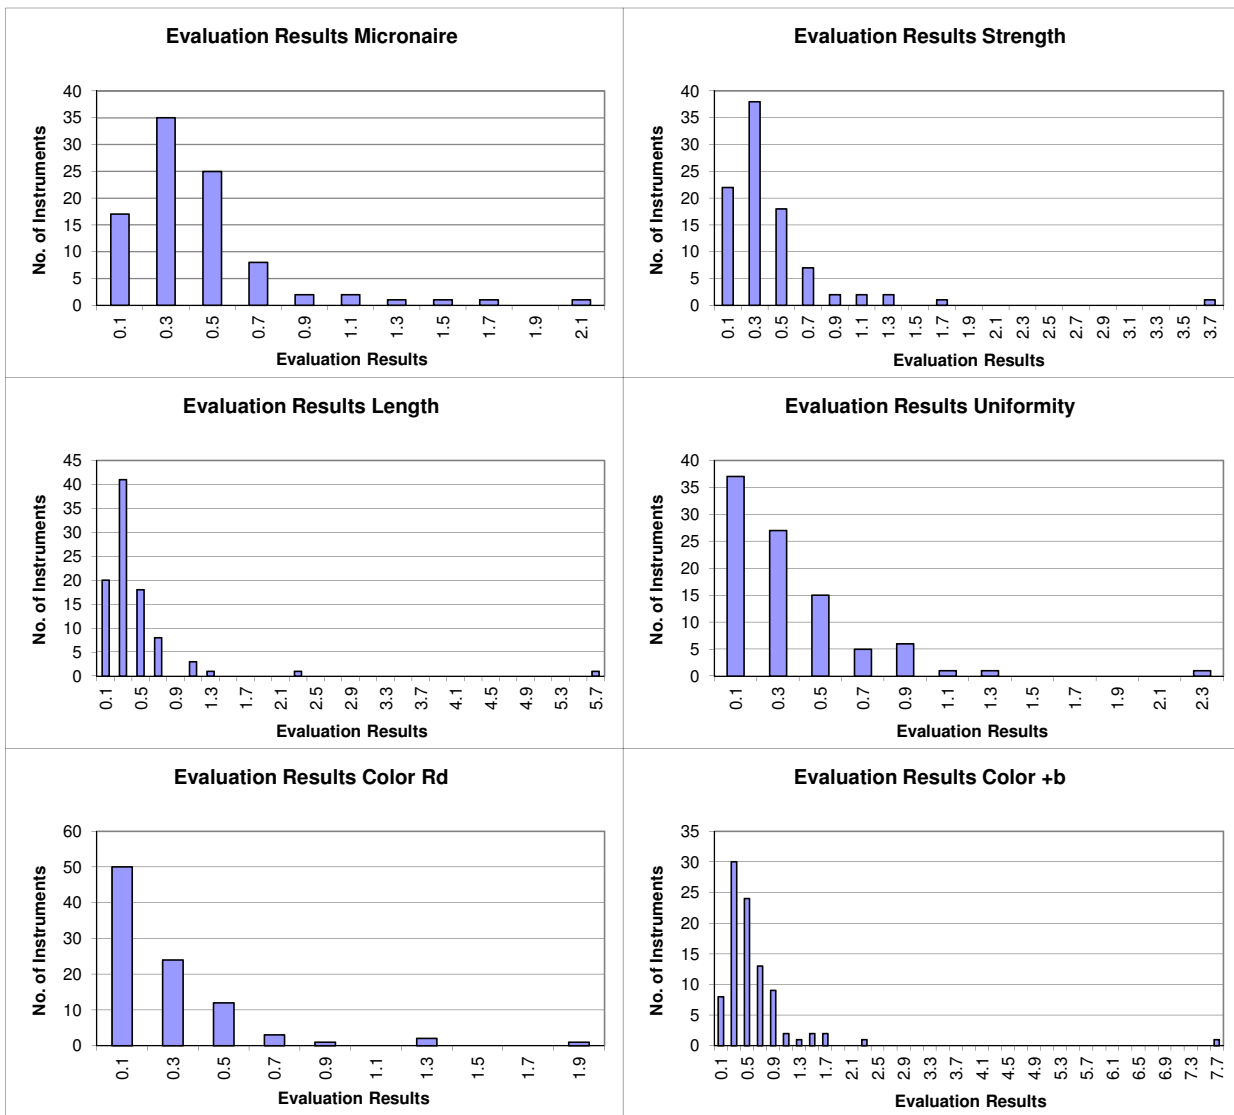 Evaluation Results Micronaire
No. of Instruments
40
35
30
25
20
15
10
5
0
0.1 0.3 0.5 0.7 0.9 1.1 1.3 1.5 1.7 1.9 2.1
Evaluation Results
Evaluation Results Strength
No. of Instruments
40
35
30
25
20
15
10
5
0
0.1 0.3 0.5 0.7 0.9 1.1 1.3 1.5 1.7 1.9 2.1 2.3 2.5 2.7 2.9 3.1 3.3 3.5 3.7
Evaluation Results
Evaluation Results Length
No. of Instruments
45
40
35
30
25
20
15
10
5
0
0.1 0.5 0.9 1.3 1.7 2.1 2.5 2.9 3.3 3.7 4.1 4.5 4.9 5.3 5.7
Evaluation Results
Evaluation Results Uniformity
No. of Instruments
40
35
30
25
20
15
10
5
0
0.1 0.3 0.5 0.7 0.9 1.1 1.3 1.5 1.7 1.9 2.1 2.3
Evaluation Results
Evaluation Results Color Rd
No. of Instruments
60
50
40
30
20
10
0
0.1 0.3 0.5 0.7 0.9 1.1 1.3 1.5 1.7 1.9
Evaluation Results
Evaluation Results Color +b
No. of Instruments
35
30
25
20
15
10
5
0
0.1 0.5 0.9 1.3 1.7 2.1 2.5 2.9 3.3 3.7 4.1 4.5 4.9 5.3 5.7 6.1 6.5 6.9 7.3 7.7
Evaluation Results